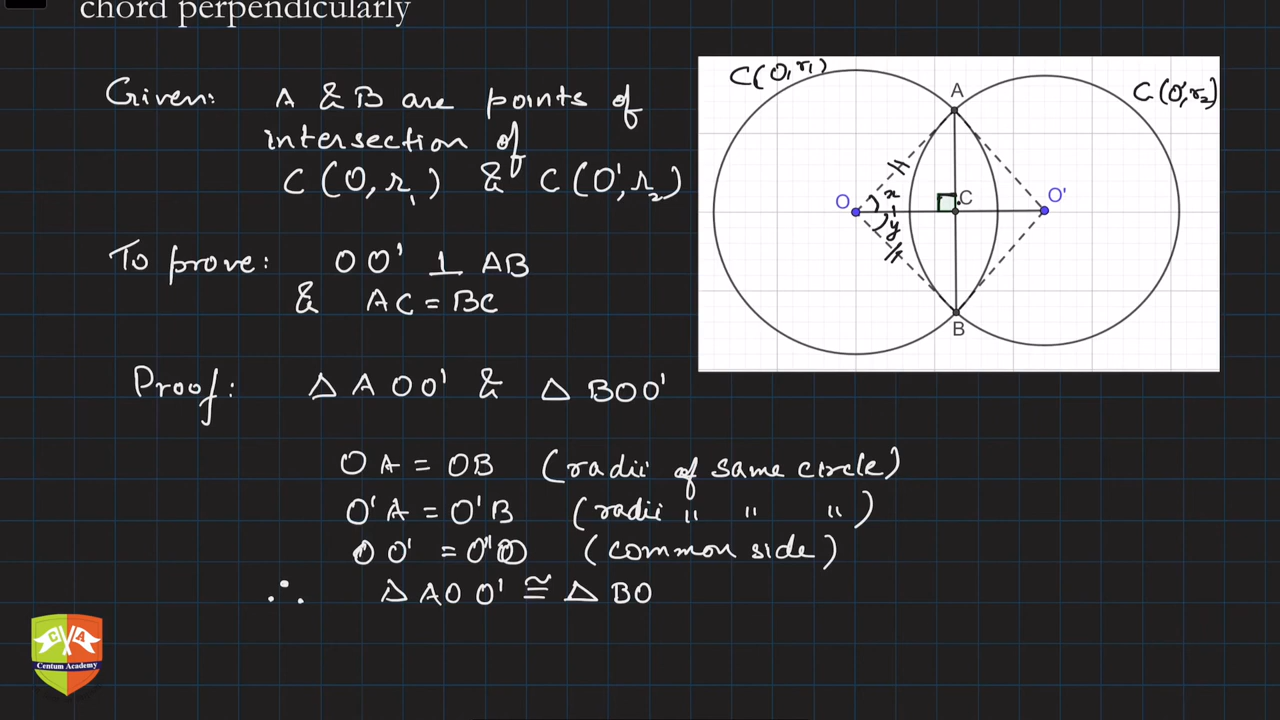 chord perpendicularly
Given: A & B are points of
intersection of
C(O, r₁) & C(O', r₂)
To prove: OO' ⊥ AB
& AC = BC
Proof: △AOO' & △BOO'
OA = OB (radii of same circle)
O'A = O'B (radii " " ")
OO' = O'O (common side)
∴ △AOO' ≅ △BO
C(O, r₁)
C(O', r₂)
A
O
x
y
C
O'
B
C A
Centum Academy